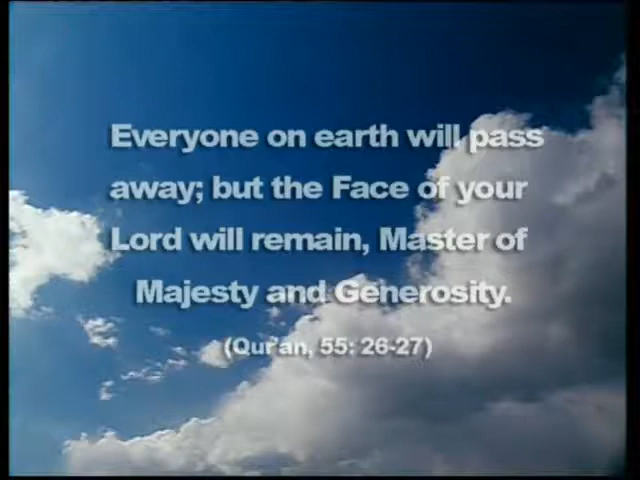 Everyone on earth will pass
away; but the Face of your
Lord will remain, Master of
Majesty and Generosity.
(Qur'an, 55: 26-27)